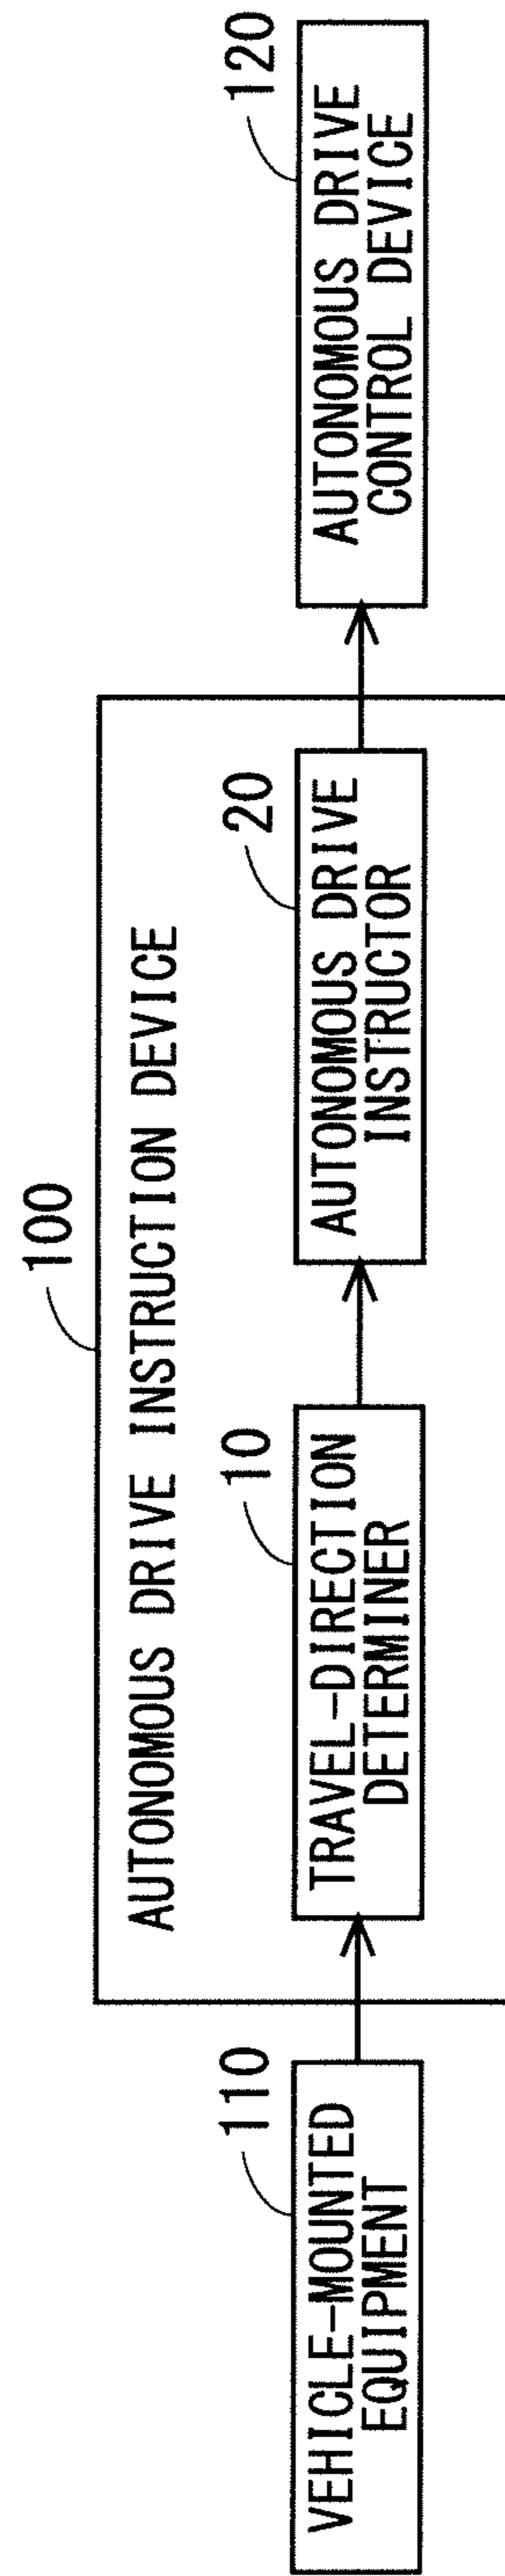 100
AUTONOMOUS DRIVE INSTRUCTION DEVICE
110
VEHICLE-MOUNTED
EQUIPMENT
10
TRAVEL-DIRECTION
DETERMINER
20
AUTONOMOUS DRIVE
INSTRUCTOR
120
AUTONOMOUS DRIVE
CONTROL DEVICE